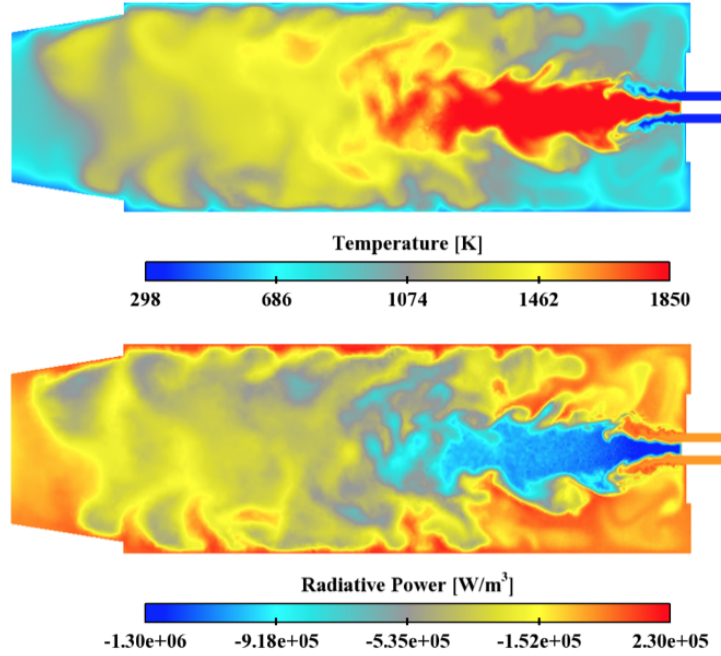 Temperature [K]
298 686 1074 1462 1850
Radiative Power [W/m³]
-1.30e+06 -9.18e+05 -5.35e+05 -1.52e+05 2.30e+05